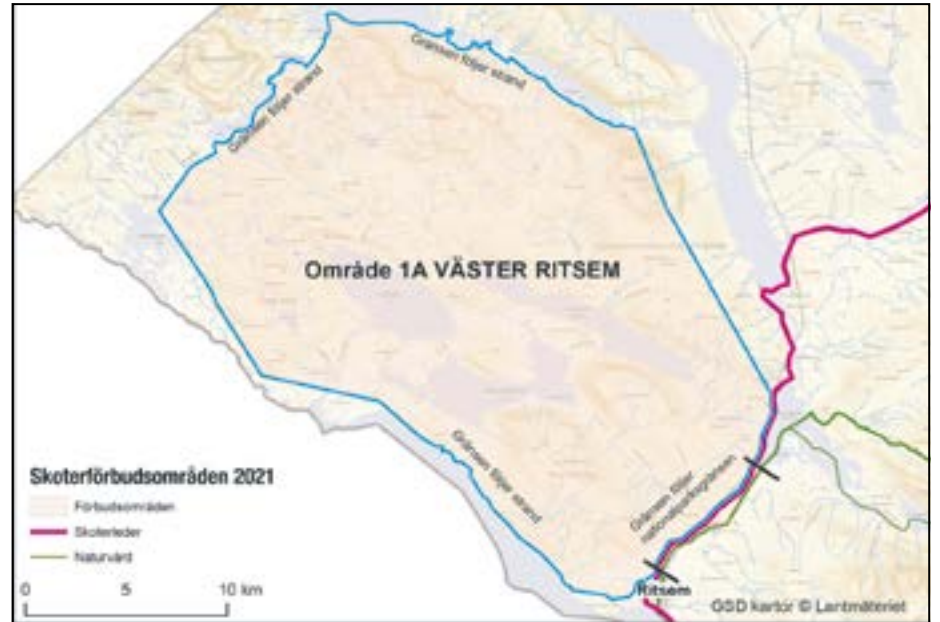 Gränsen följer strand
Gränsen följer strand
Område 1A VÄSTER RITSEM
Gränsen följer strand
Gränsen följer
nationalparksgränsen
Skoterförbudsområden 2021
Förbudsområden
Skoterleder
Naturvård
0 5 10 km
Ritsem
GSD kartor © Lantmäteriet